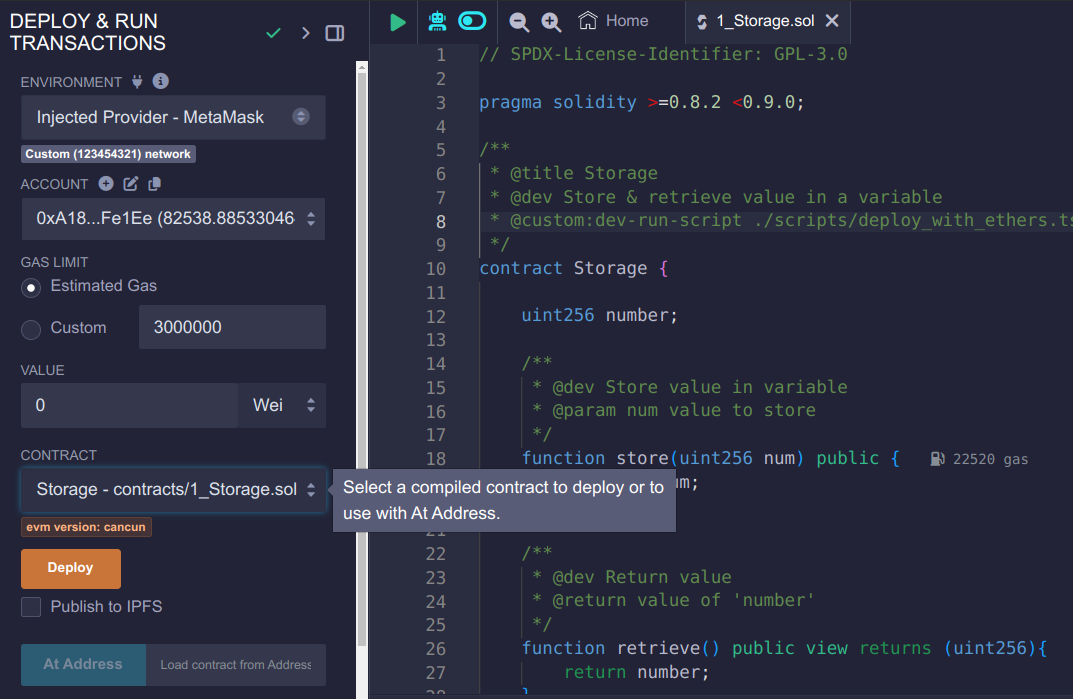 DEPLOY & RUN
TRANSACTIONS
ENVIRONMENT
Injected Provider - MetaMask
Custom (123454321) network
ACCOUNT
0xA18...Fe1Ee (82538.88533046
GAS LIMIT
Estimated Gas
Custom
3000000
VALUE
0
Wei
CONTRACT
Storage - contracts/1_Storage.sol
evm version: cancun
Deploy
Publish to IPFS
At Address
Load contract from Address
Select a compiled contract to deploy or to
use with At Address.
Home
1_Storage.sol
1 // SPDX-License-Identifier: GPL-3.0
2
3 pragma solidity >=0.8.2 <0.9.0;
4
5 /**
6 * @title Storage
7 * @dev Store & retrieve value in a variable
8 * @custom:dev-run-script ./scripts/deploy_with_ethers.ts
9 */
10 contract Storage {
11
12 uint256 number;
13
14 /**
15 * @dev Store value in variable
16 * @param num value to store
17 */
18 function store(uint256 num) public { 22520 gas
um;
21
22 /**
23 * @dev Return value
24 * @return value of 'number'
25 */
26 function retrieve() public view returns (uint256){
27 return number;
28 }